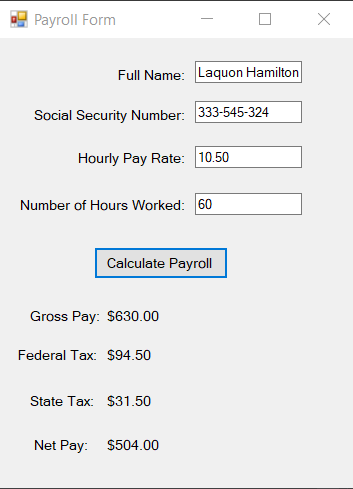 Payroll Form
Full Name: Laquon Hamilton
Social Security Number: 333-545-324
Hourly Pay Rate: 10.50
Number of Hours Worked: 60
Calculate Payroll
Gross Pay: $630.00
Federal Tax: $94.50
State Tax: $31.50
Net Pay: $504.00